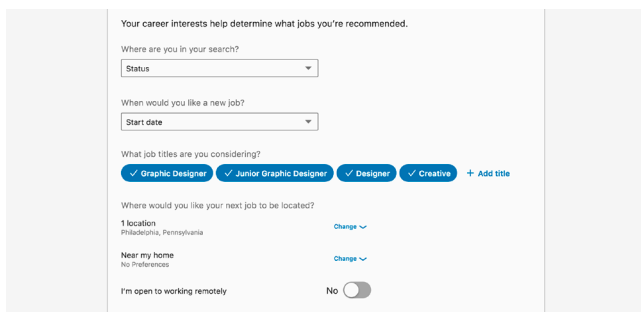 Your career interests help determine what jobs you're recommended.
Where are you in your search?
Status
When would you like a new job?
Start date
What job titles are you considering?
✓ Graphic Designer ✓ Junior Graphic Designer ✓ Designer ✓ Creative + Add title
Where would you like your next job to be located?
1 location Change
Philadelphia, Pennsylvania
Near my home Change
No Preferences
I'm open to working remotely No